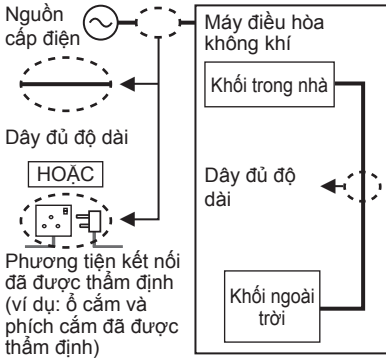 Nguồn
cấp điện
Dây đủ độ dài
HOẶC
Phương tiện kết nối
đã được thẩm định
(ví dụ: ổ cắm và
phích cắm đã được
thẩm định)
Máy điều hòa
không khí
Khối trong nhà
Dây đủ độ
dài
Khối ngoài
trời